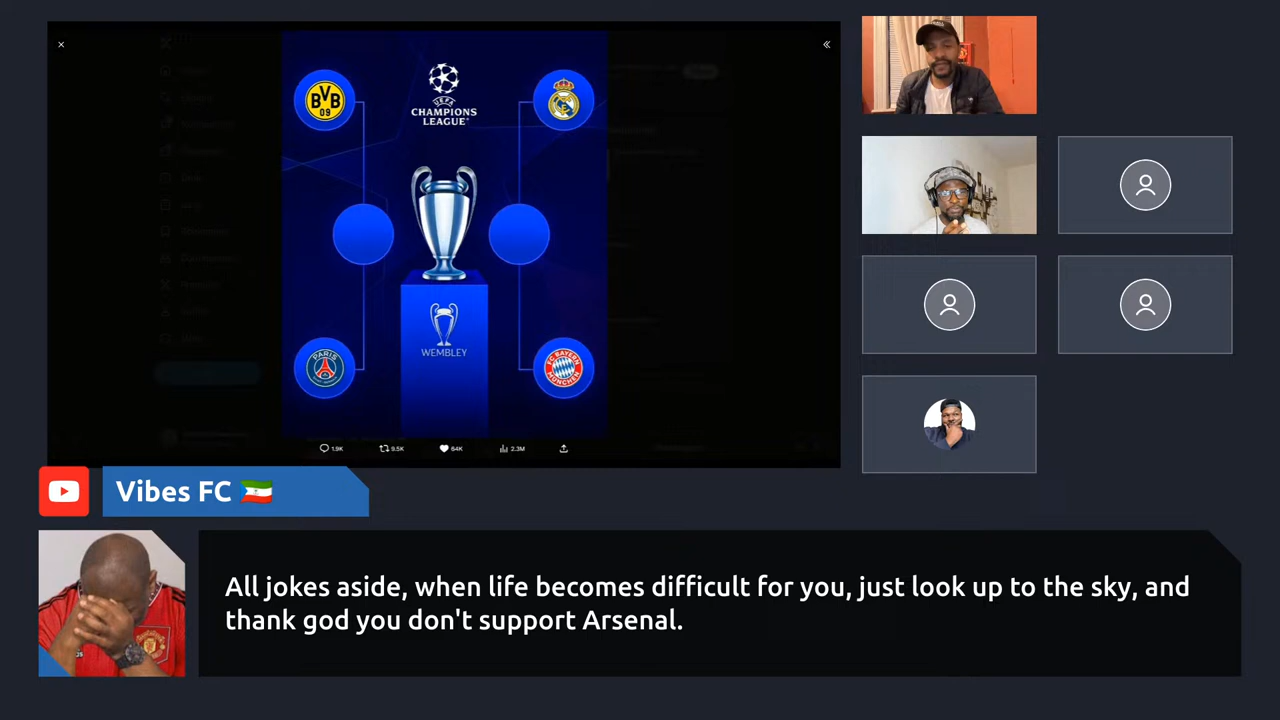 BVB
09
UEFA
CHAMPIONS
LEAGUE
WEMBLEY
PARIS
FC BAYERN
MÜNCHEN
1.9K
9.5K
64K
2.3M
Vibes FC
All jokes aside, when life becomes difficult for you, just look up to the sky, and
thank god you don't support Arsenal.